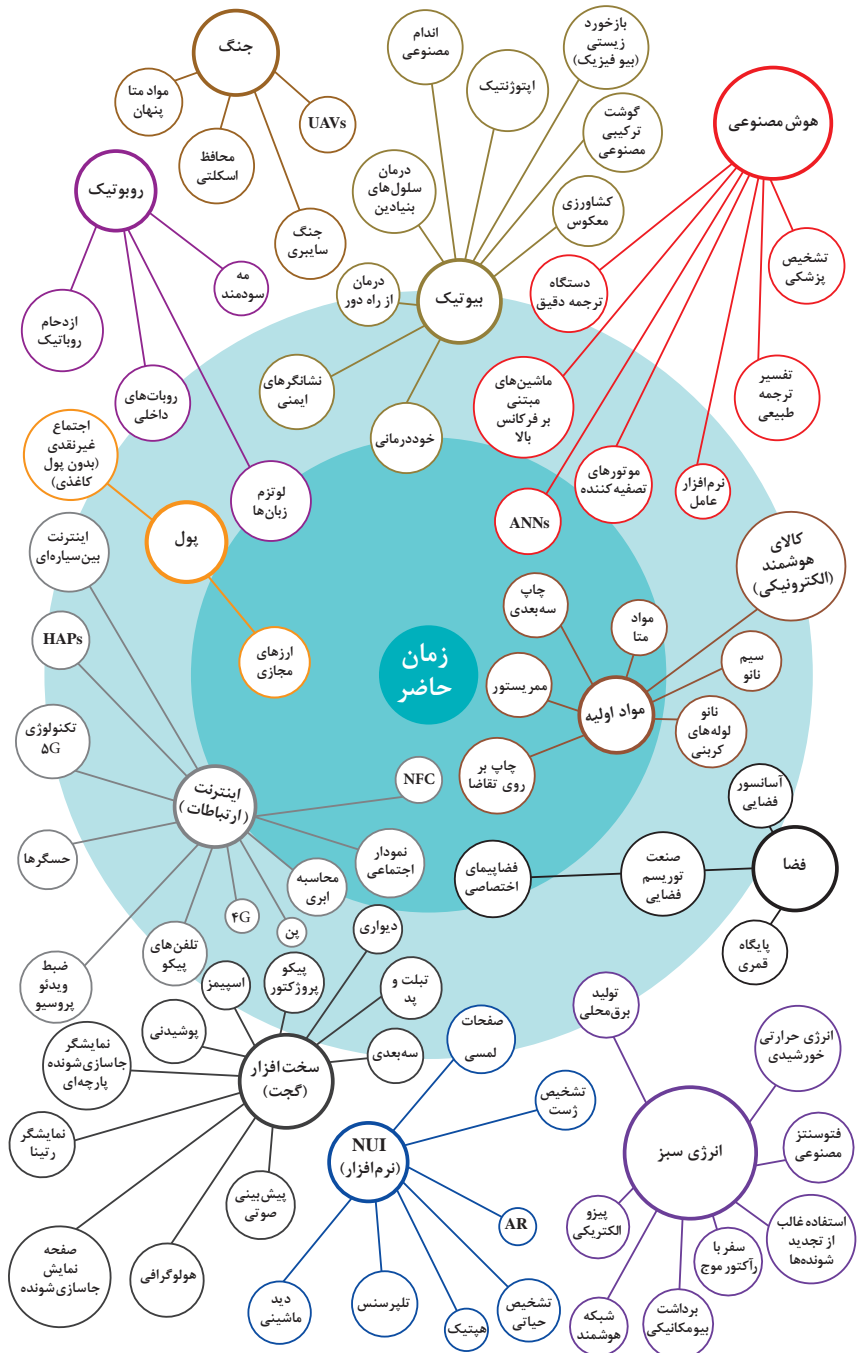 جنگ
مواد متا
پنهان
محافظ
اسکلتی
جنگ
سایبری
UAVs
بیوتیک
اندام
مصنوعی
اپتوژنتیک
بازخورد
زیستی
(بیو فیزیک)
گوشت
ترکیبی
مصنوعی
کشاورزی
معکوس
درمان
سلول‌های
بنیادین
درمان
از راه دور
نشانگرهای
ایمنی
خوددرمانی
هوش مصنوعی
تشخیص
پزشکی
تفسیر
ترجمه
طبیعی
نرم‌افزار
عامل
موتورهای
تصفیه‌کننده
ANNs
ماشین‌های
مبتنی
بر فرکانس
بالا
دستگاه
ترجمه دقیق
روبوتیک
مه
سودمند
ازدحام
روباتیک
روبات‌های
داخلی
لوتزم
زبان‌ها
پول
اجتماع
غیرنقدی
(بدون پول
کاغذی)
ارزهای
مجازی
زمان
حاضر
مواد اولیه
کالای
هوشمند
(الکترونیکی)
مواد
متا
چاپ
سه‌بعدی
ممریستور
چاپ بر
روی تقاضا
سیم
نانو
نانو
لوله‌های
کربنی
فضا
آسانسور
فضایی
صنعت
توریسم
فضایی
فضاپیمای
اختصاصی
پایگاه
قمری
اینترنت
(ارتباطات)
اینترنت
بین‌سیاره‌ای
HAPs
تکنولوژی
۵G
حسگرها
ضبط
ویدئو
پروسیو
تلفن‌های
پیکو
۴G
پن
محاسبه
ابری
نمودار
اجتماعی
NFC
سخت‌افزار
(گجت)
دیواری
پیکو
پروژکتور
تبلت و
پد
سه‌بعدی
اسپیمز
پوشیدنی
نمایشگر
جاسازی‌شونده
پارچه‌ای
نمایشگر
رتینا
صفحه
نمایش
جاسازی‌شونده
هولوگرافی
پیش‌بینی
صوتی
NUI
(نرم‌افزار)
صفحات
لمسی
تشخیص
ژست
AR
تشخیص
حیاتی
هپتیک
تلپرسنس
دید
ماشینی
انرژی سبز
تولید
برق‌محلی
انرژی حرارتی
خورشیدی
فتوسنتز
مصنوعی
استفاده غالب
از تجدید
شونده‌ها
سفر با
رآکتور موج
برداشت
بیومکانیکی
شبکه
هوشمند
پیزو
الکتریکی